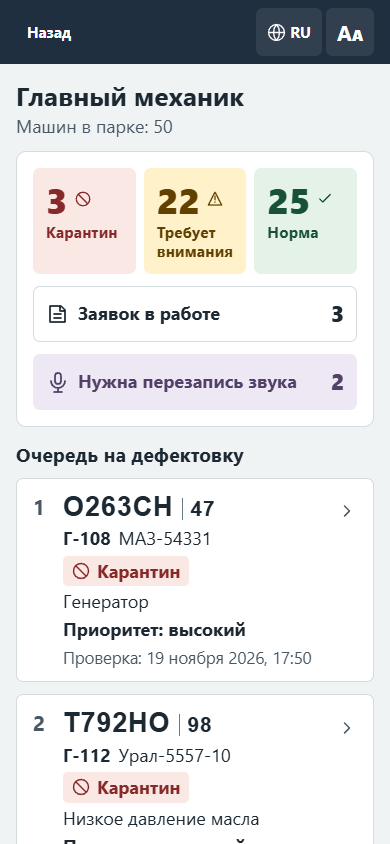 Назад
RU
Aᴀ
Главный механик
Машин в парке: 50
3
Карантин
22
Требует
внимания
25
Норма
Заявок в работе 3
Нужна перезапись звука 2
Очередь на дефектовку
1 О263СН 47
Г-108 МАЗ-54331
Карантин
Генератор
Приоритет: высокий
Проверка: 19 ноября 2026, 17:50
2 Т792НО 98
Г-112 Урал-5557-10
Карантин
Низкое давление масла